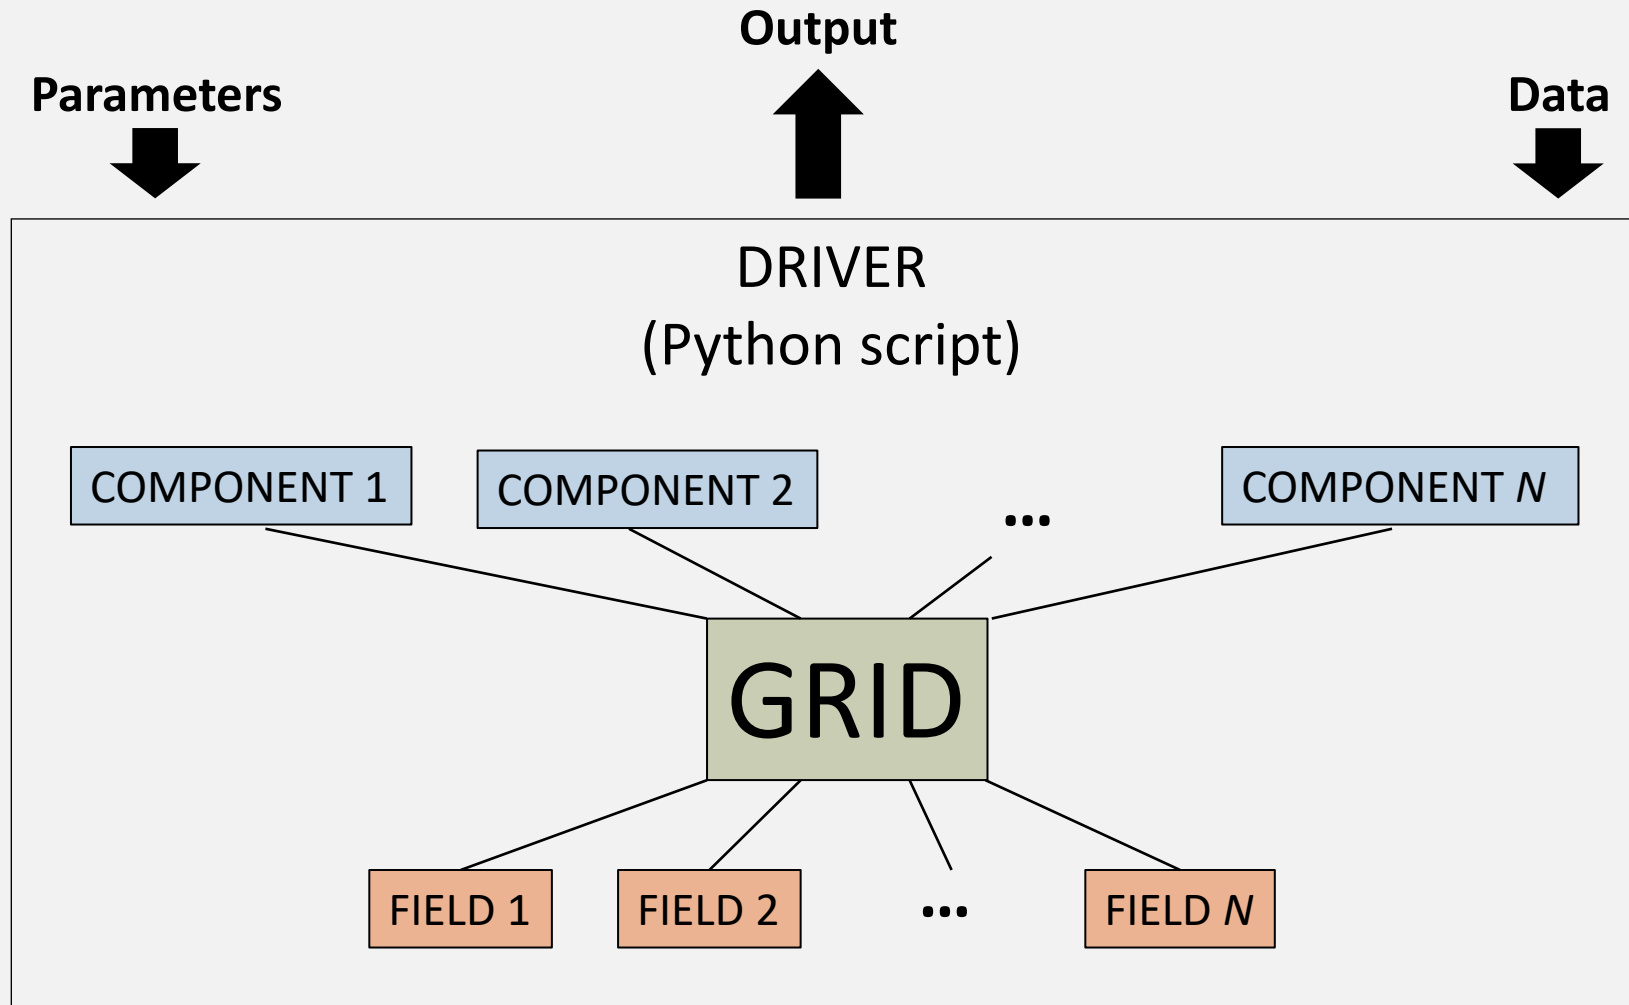 Output
Parameters
Data
DRIVER
(Python script)
COMPONENT 1
COMPONENT 2
...
COMPONENT N
GRID
FIELD 1
FIELD 2
...
FIELD N